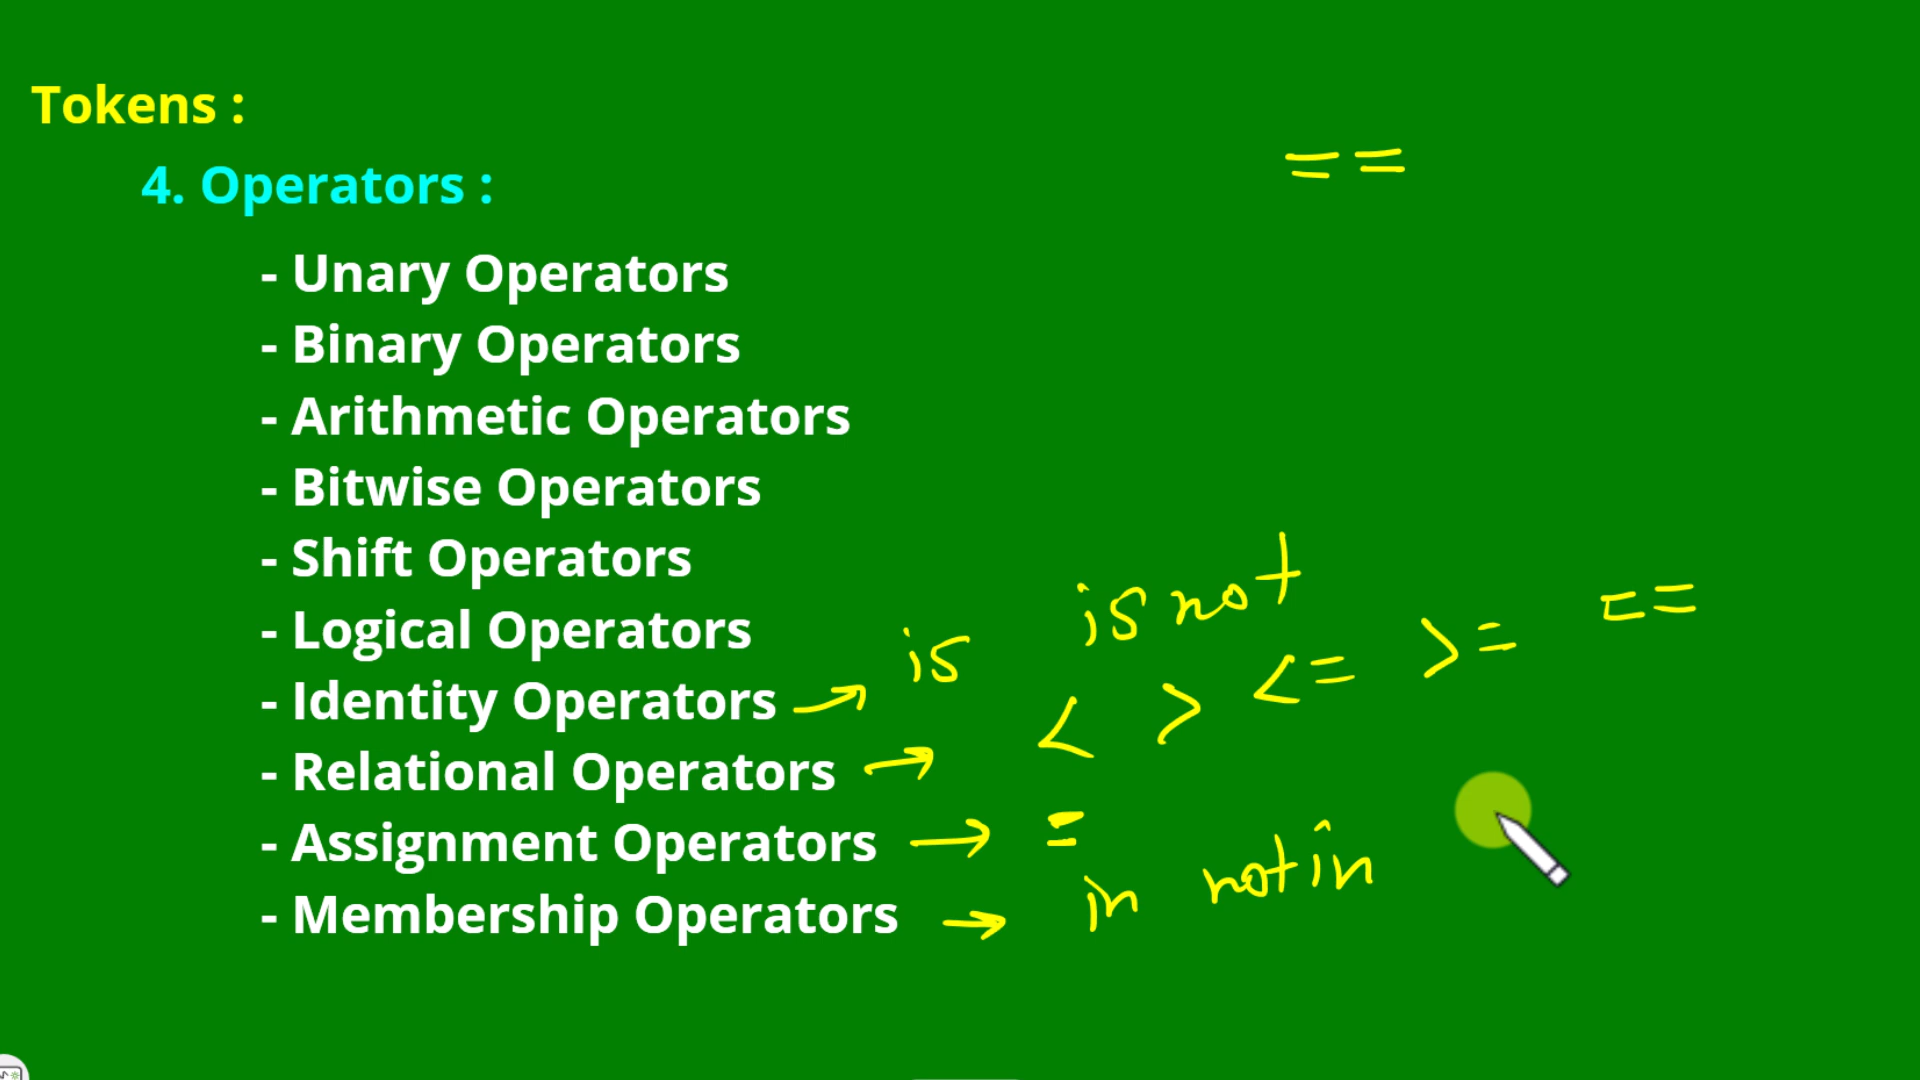 Tokens :
==
4. Operators :
- Unary Operators
- Binary Operators
- Arithmetic Operators
- Bitwise Operators
- Shift Operators
- Logical Operators
- Identity Operators → is is not
- Relational Operators → < > <= >= ==
- Assignment Operators → =
- Membership Operators → in not in